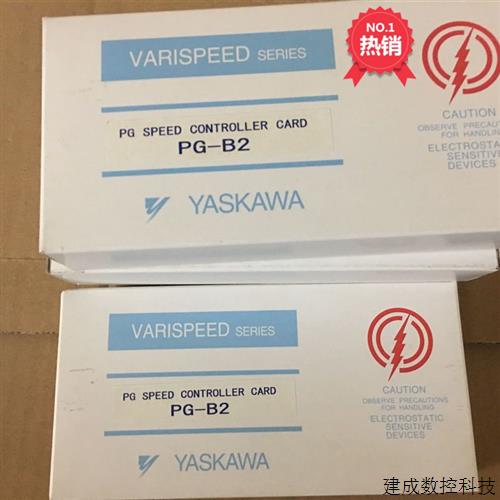 NO.1
热销
VARISPEED SERIES
PG SPEED CONTROLLER CARD
PG-B2
YASKAWA
CAUTION
OBSERVE PRECAUTIONS
FOR HANDLING
ELECTROSTATIC
SENSITIVE
DEVICES
VARISPEED SERIES
PG SPEED CONTROLLER CARD
PG-B2
YASKAWA
CAUTION
OBSERVE PRECAUTIONS
FOR HANDLING
ELECTROSTATIC
SENSITIVE
DEVICES
建成数控科技